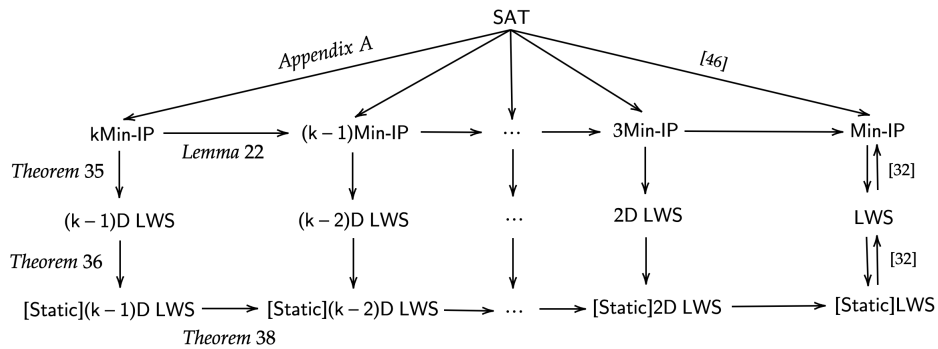 SAT
Appendix A
[46]
kMin-IP
(k − 1)Min-IP
...
3Min-IP
Min-IP
Lemma 22
Theorem 35
[32]
(k − 1)D LWS
(k − 2)D LWS
...
2D LWS
LWS
Theorem 36
[32]
[Static](k − 1)D LWS
[Static](k − 2)D LWS
...
[Static]2D LWS
[Static]LWS
Theorem 38